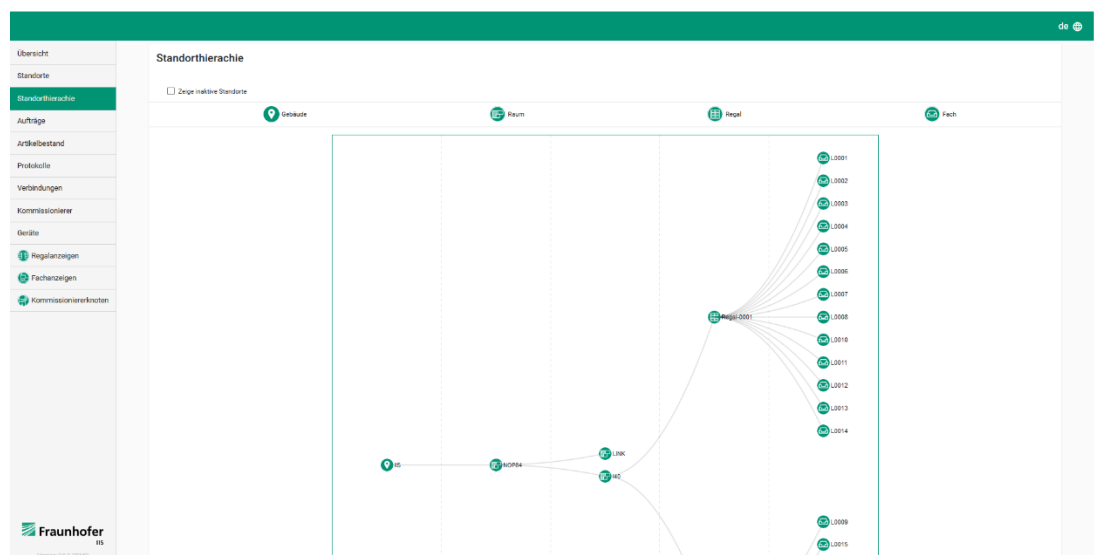 de
Übersicht
Standorte
Standorthierachie
Aufträge
Artikelbestand
Protokolle
Verbindungen
Kommissionierer
Geräte
Regalanzeigen
Fachanzeigen
Kommissioniererknoten
Fraunhofer
IIS
Standorthierachie
Zeige inaktive Standorte
Gebäude
Raum
Regal
Fach
L0001
L0002
L0003
L0004
L0005
L0006
L0007
Regal-0001
L0008
L0010
L0011
L0012
L0013
L0014
LINK
IIS
NOP84
I40
L0009
L0015